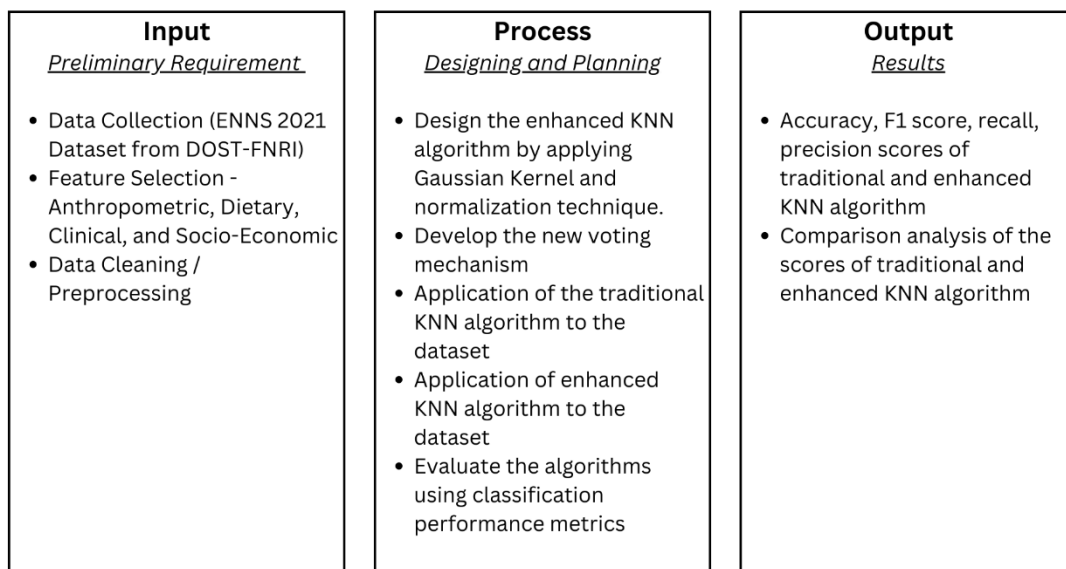 Input
Preliminary Requirement
• Data Collection (ENNS 2021
Dataset from DOST-FNRI)
• Feature Selection -
Anthropometric, Dietary,
Clinical, and Socio-Economic
• Data Cleaning /
Preprocessing
Process
Designing and Planning
• Design the enhanced KNN
algorithm by applying
Gaussian Kernel and
normalization technique.
• Develop the new voting
mechanism
• Application of the traditional
KNN algorithm to the
dataset
• Application of enhanced
KNN algorithm to the
dataset
• Evaluate the algorithms
using classification
performance metrics
Output
Results
• Accuracy, F1 score, recall,
precision scores of
traditional and enhanced
KNN algorithm
• Comparison analysis of the
scores of traditional and
enhanced KNN algorithm